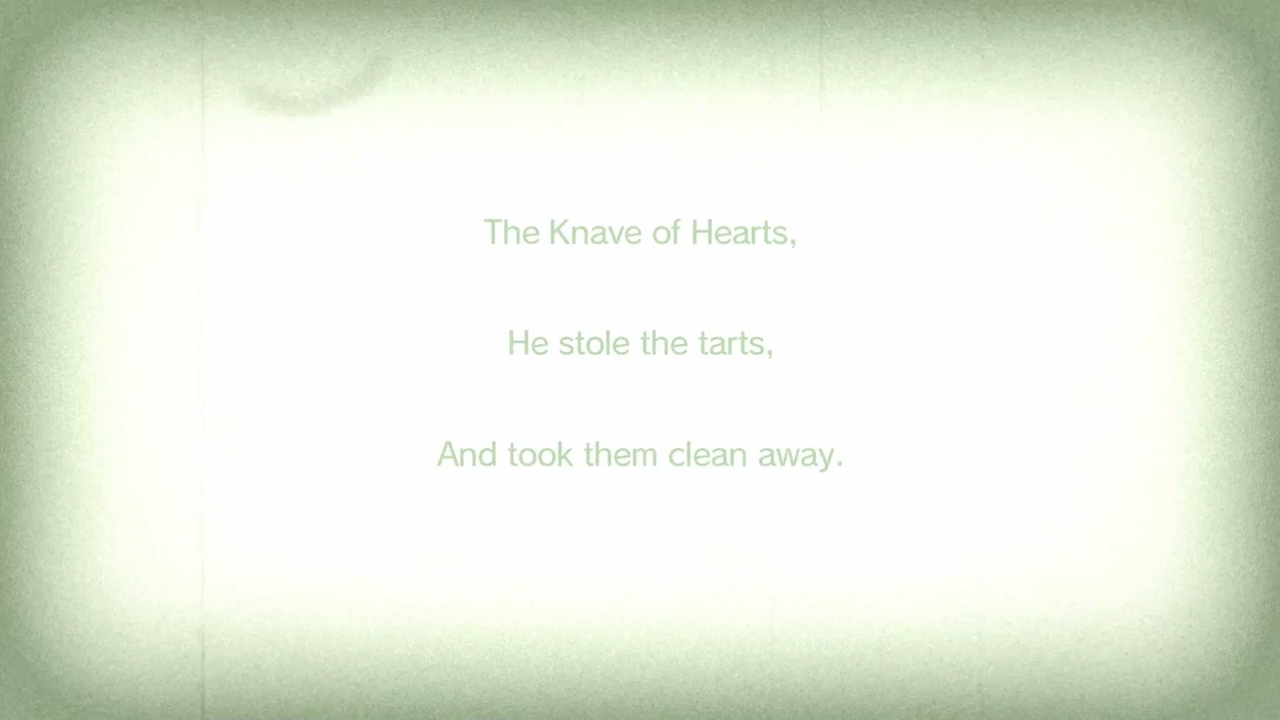 The Knave of Hearts,
He stole the tarts,
And took them clean away.